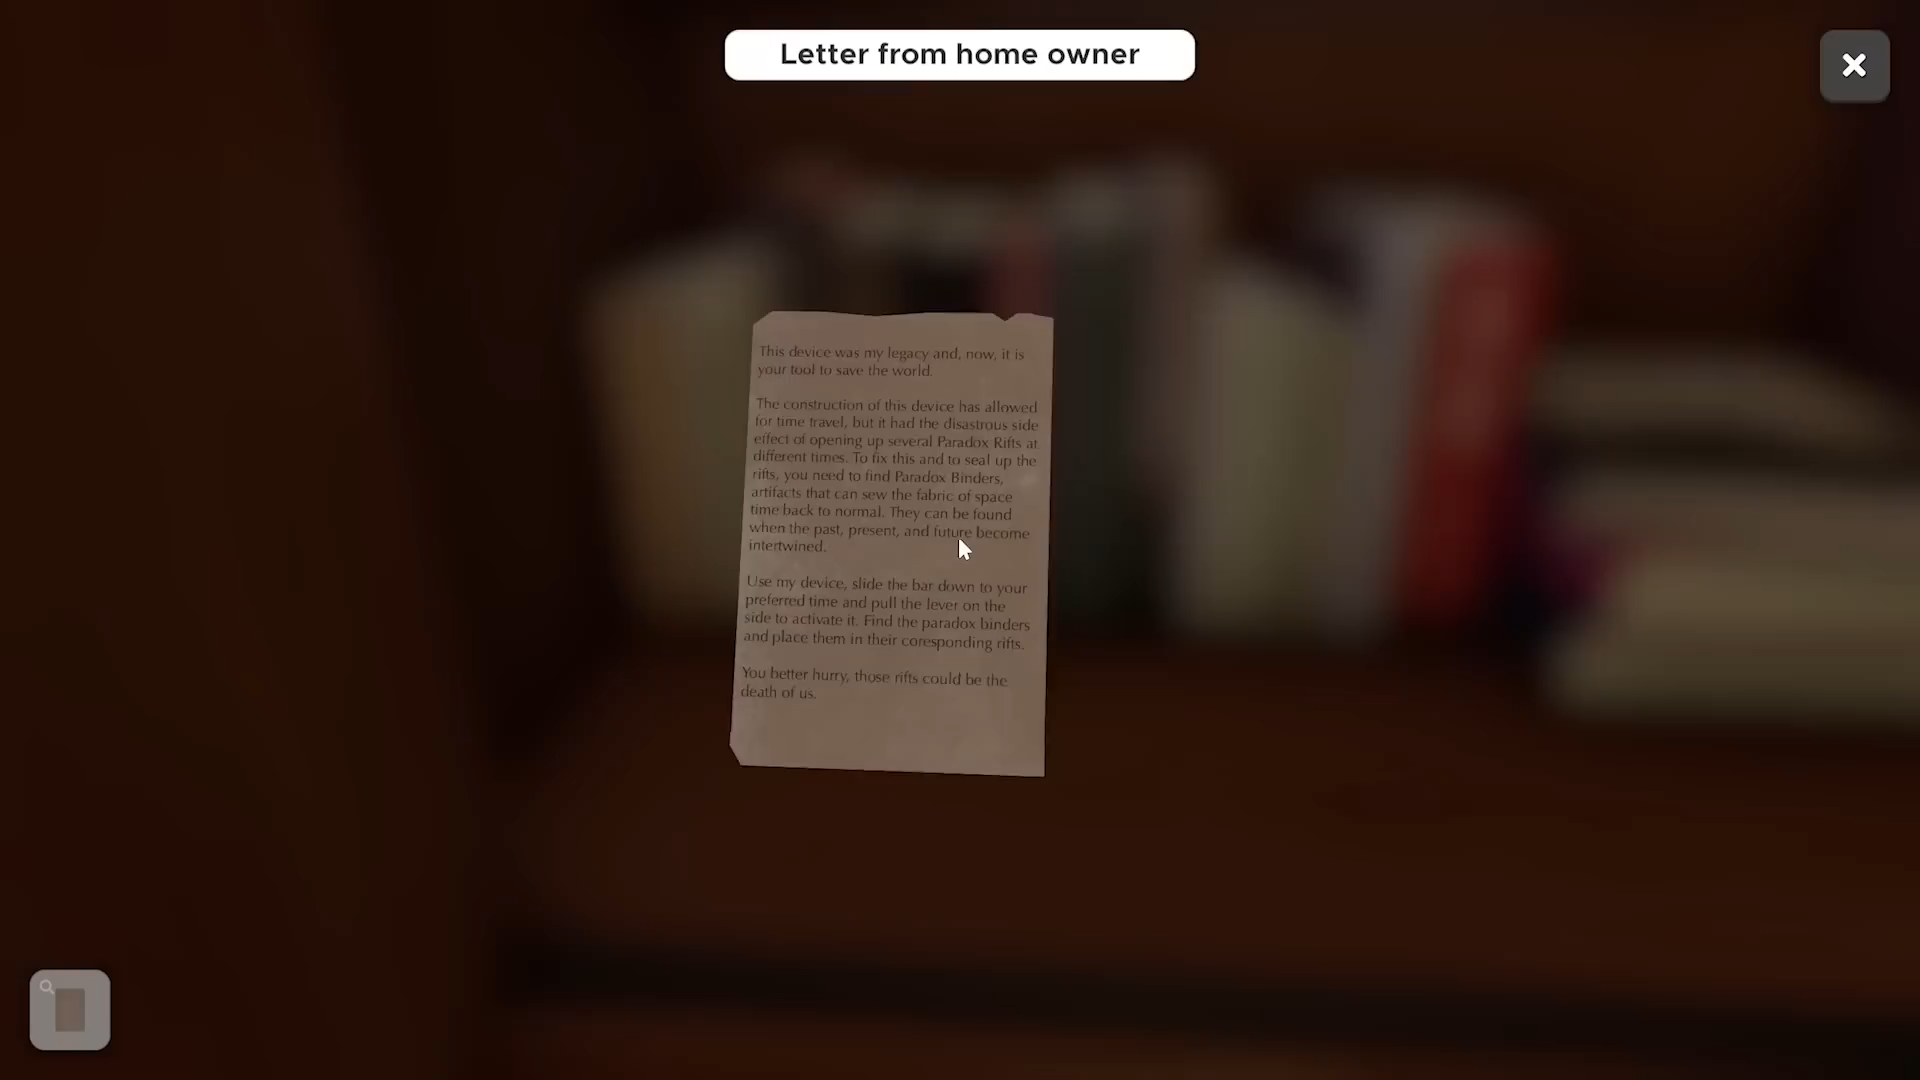 Letter from home owner
This device was my legacy and, now, it is
your tool to save the world.
The construction of this device has allowed
for time travel, but it had the disastrous side
effect of opening up several Paradox Rifts at
different times. To fix this and to seal up the
rifts, you need to find Paradox Binders,
artifacts that can sew the fabric of space
time back to normal. They can be found
when the past, present, and future become
intertwined.
Use my device, slide the bar down to your
preferred time and pull the lever on the
side to activate it. Find the paradox binders
and place them in their coresponding rifts.
You better hurry, those rifts could be the
death of us.